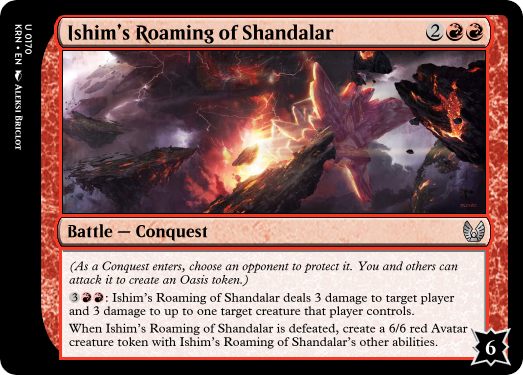 Ishim's Roaming of Shandalar
2
Battle — Conquest
(As a Conquest enters, choose an opponent to protect it. You and others can
attack it to create an Oasis token.)
3: Ishim's Roaming of Shandalar deals 3 damage to target player
and 3 damage to up to one target creature that player controls.
When Ishim's Roaming of Shandalar is defeated, create a 6/6 red Avatar
creature token with Ishim's Roaming of Shandalar's other abilities.
6
U 0170
KRN • EN Aleksi Briclot